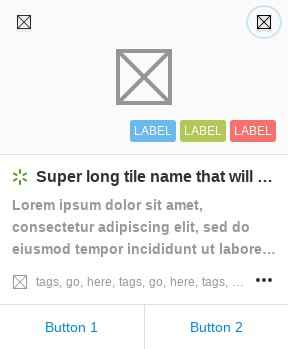 LABEL LABEL LABEL
Super long tile name that will ...
Lorem ipsum dolor sit amet,
consectetur adipiscing elit, sed do
eiusmod tempor incididunt ut labore...
tags, go, here, tags, go, here, tags, ...
Button 1 Button 2